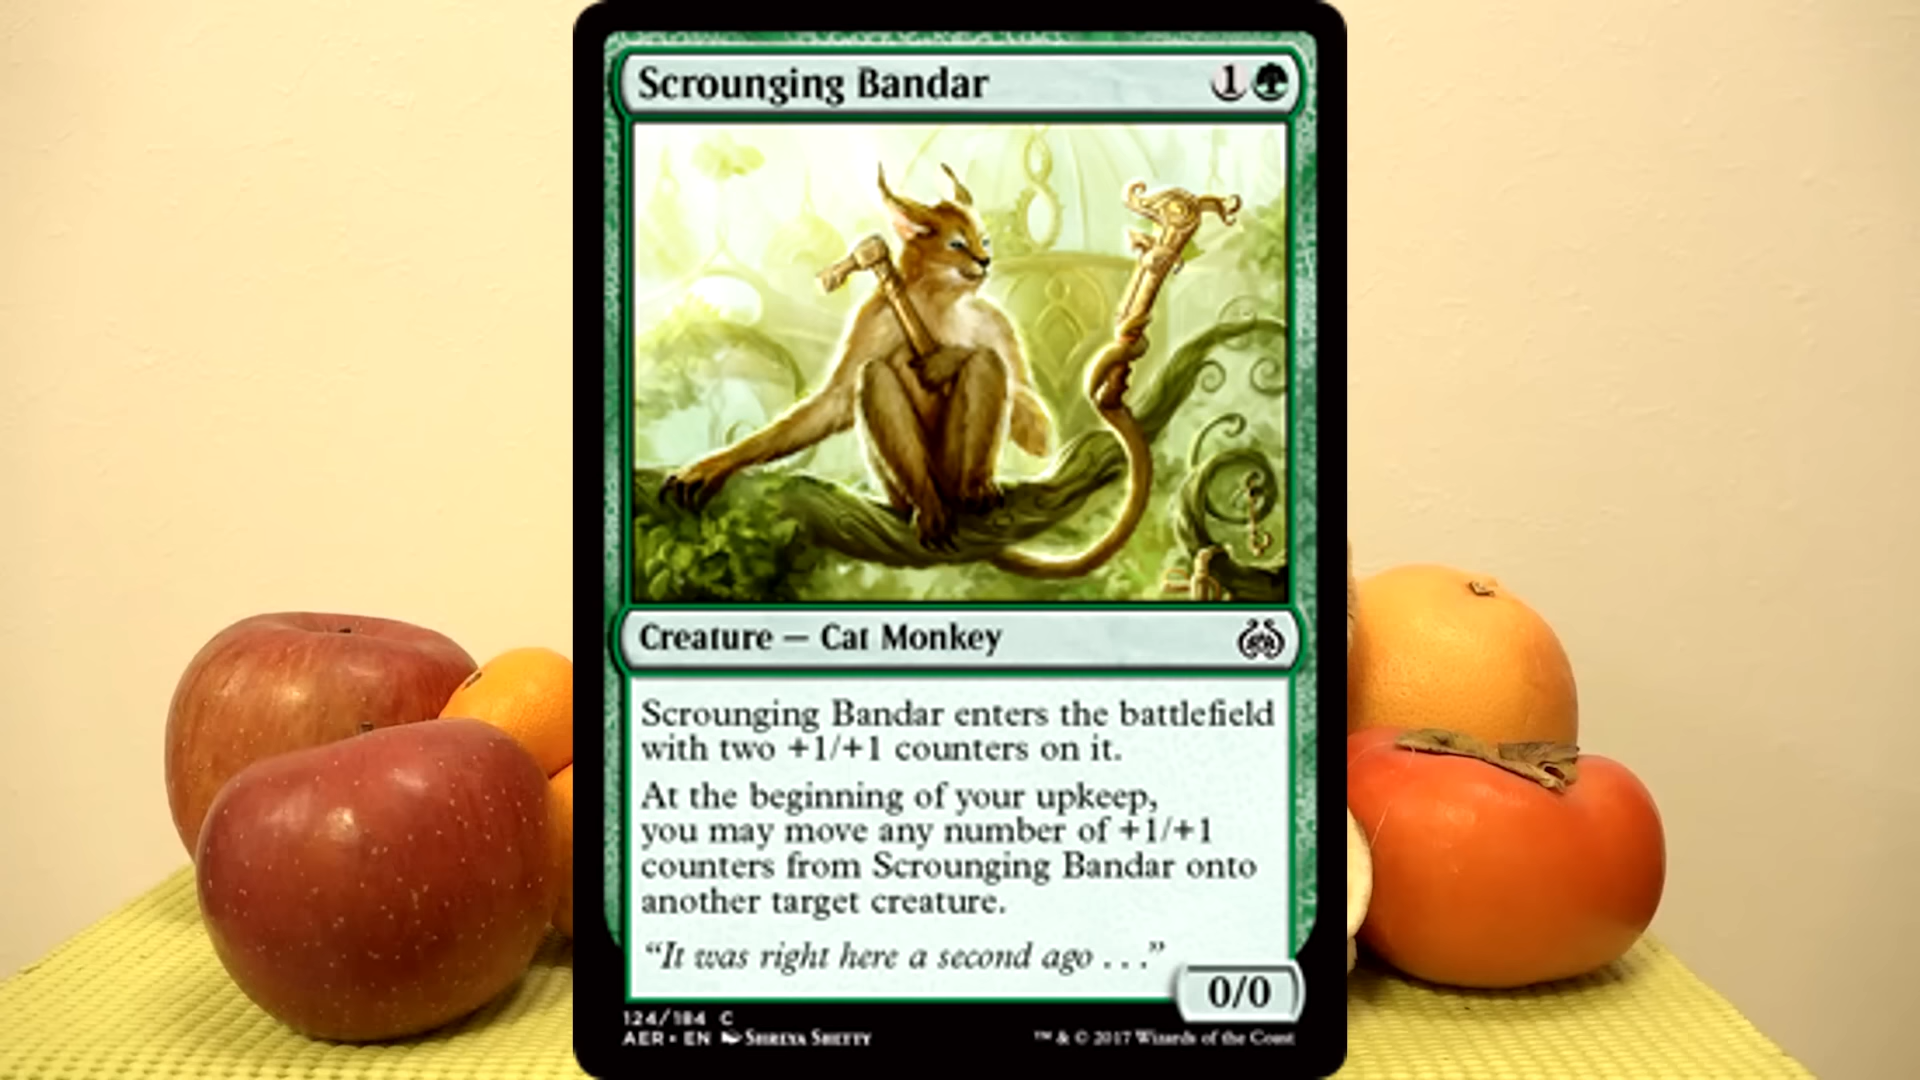 Scrounging Bandar 1
Creature — Cat Monkey
Scrounging Bandar enters the battlefield
with two +1/+1 counters on it.
At the beginning of your upkeep,
you may move any number of +1/+1
counters from Scrounging Bandar onto
another target creature.
“It was right here a second ago . . .”
0/0
124/184 C
AER • EN Shreya Shetty
™ & © 2017 Wizards of the Coast